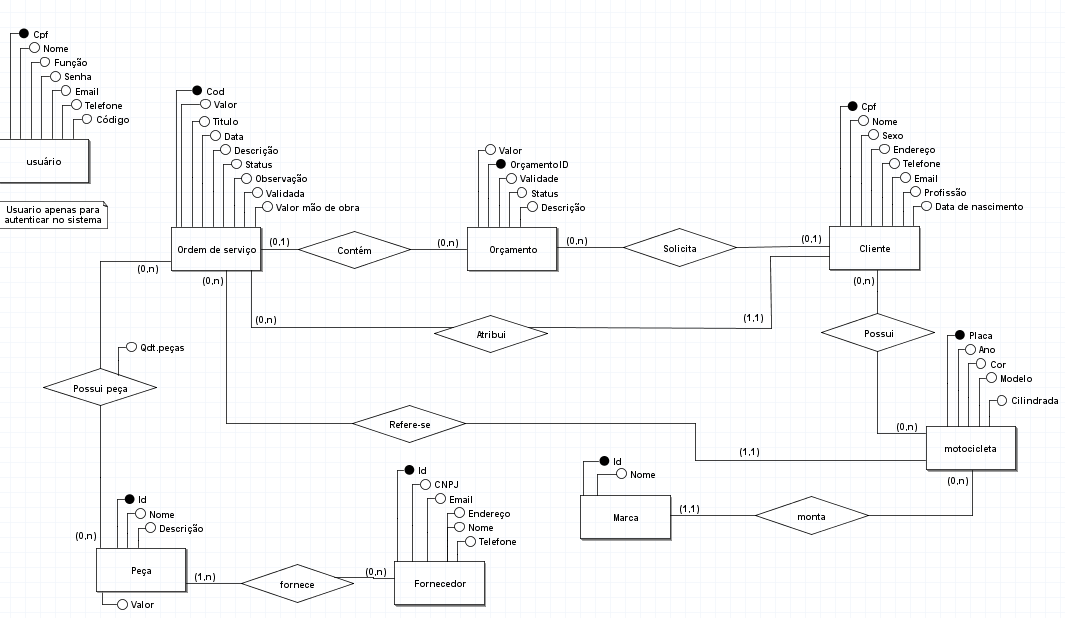 Cpf
Nome
Função
Senha
Email
Telefone
Código
usuário
Usuario apenas para
autenticar no sistema
Cod
Valor
Titulo
Data
Descrição
Status
Observação
Validada
Valor mão de obra
Ordem de serviço
(0,1)
Contém
(0,n)
Valor
OrçamentoID
Validade
Status
Descrição
Orçamento
(0,n)
Solicita
(0,1)
Cpf
Nome
Sexo
Endereço
Telefone
Email
Profissão
Data de nascimento
Cliente
(0,n)
(0,n)
(0,n)
Atribui
(1,1)
(0,n)
Possui
(0,n)
Qdt.peças
Possui peça
(0,n)
Refere-se
(1,1)
Placa
Ano
Cor
Modelo
Cilindrada
motocicleta
(0,n)
Id
Nome
Marca
(1,1)
monta
Id
CNPJ
Email
Endereço
Nome
Telefone
Fornecedor
(0,n)
fornece
(1,n)
Id
Nome
Descrição
Peça
Valor